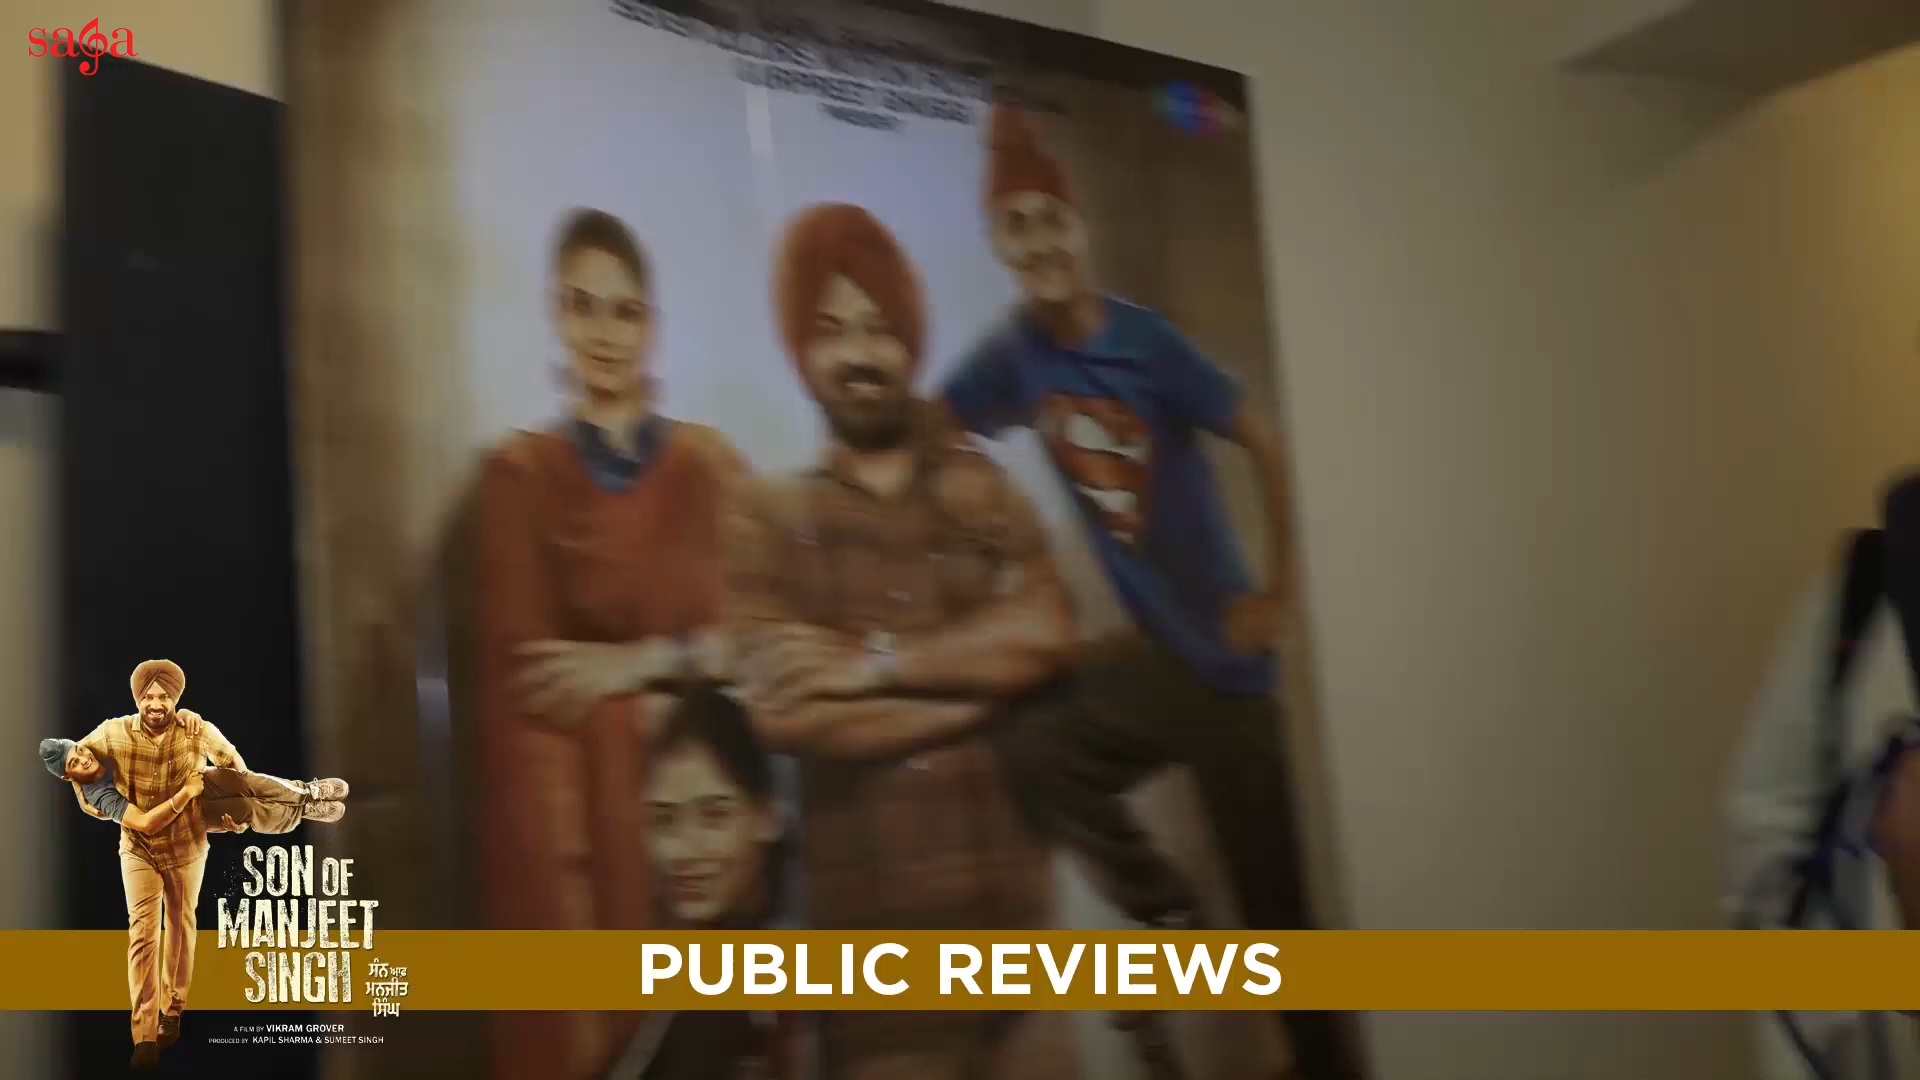 saga
SON OF
MANJEET
SINGH
ਸੰਨ ਆਫ
ਮਨਜੀਤ
ਸਿੰਘ
A FILM BY VIKRAM GROVER
PRODUCED BY KAPIL SHARMA & SUMEET SINGH
PUBLIC REVIEWS